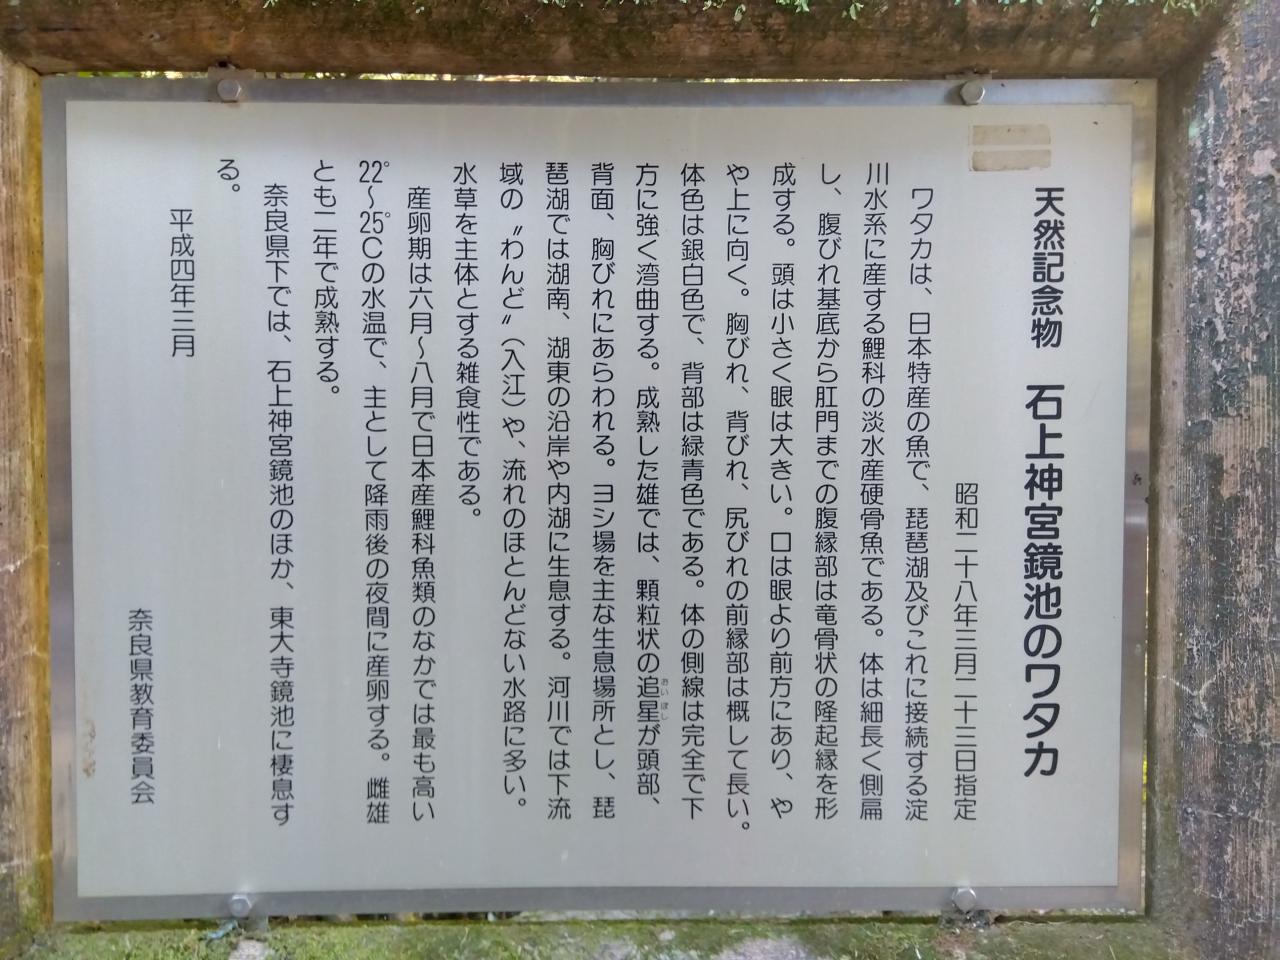 天然記念物　石上神宮鏡池のワタカ
昭和二十八年三月二十三日指定
ワタカは、日本特産の魚で、琵琶湖及びこれに接続する淀
川水系に産する鯉科の淡水産硬骨魚である。体は細長く側扁
し、腹びれ基底から肛門までの腹縁部は竜骨状の隆起縁を形
成する。頭は小さく眼は大きい。口は眼より前方にあり、や
や上に向く。胸びれ、背びれ、尻びれの前縁部は概して長い。
体色は銀白色で、背部は緑青色である。体の側線は完全で下
方に強く湾曲する。成熟した雄では、顆粒状の追星が頭部、
おいぼし
背面、胸びれにあらわれる。ヨシ場を主な生息場所とし、琵
琶湖では湖南、湖東の沿岸や内湖に生息する。河川では下流
域の〝わんど〟（入江）や、流れのほとんどない水路に多い。
水草を主体とする雑食性である。
産卵期は六月〜八月で日本産鯉科魚類のなかでは最も高い
22°〜25°Cの水温で、主として降雨後の夜間に産卵する。雌雄
とも二年で成熟する。
奈良県下では、石上神宮鏡池のほか、東大寺鏡池に棲息す
る。
平成四年三月
奈良県教育委員会